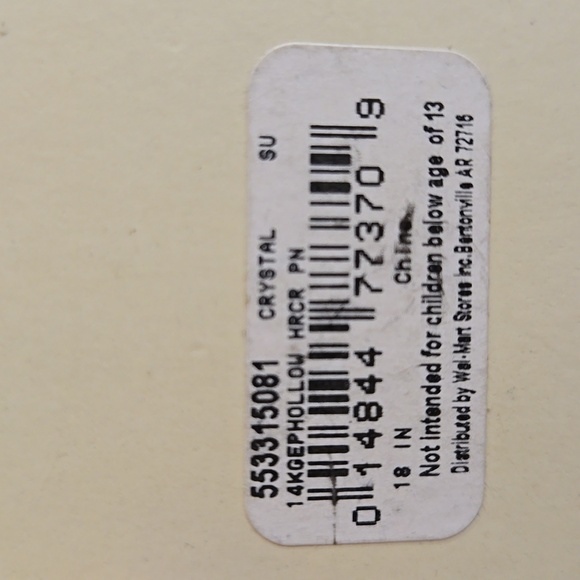 553315081 CRYSTAL SU
14KGEPHOLLOW HRCR PN
0 14844 77370 9
18 IN China
Not intended for children below age of 13
Distributed by Wal-Mart Stores Inc.Bentonville AR 72716